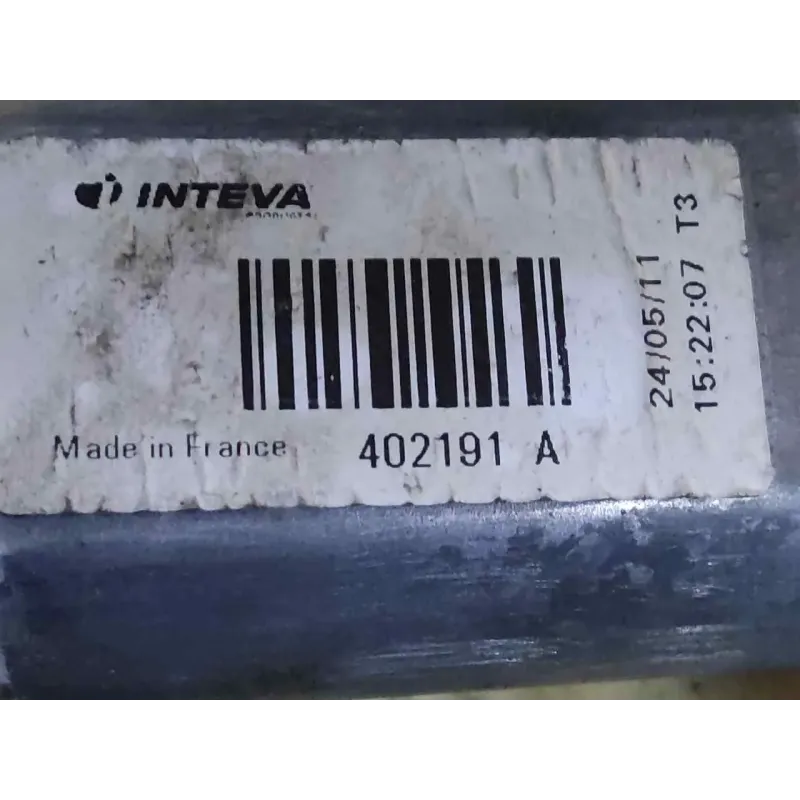 INTEVA
Made in France
402191 A
24/05/11
15:22:07 T3